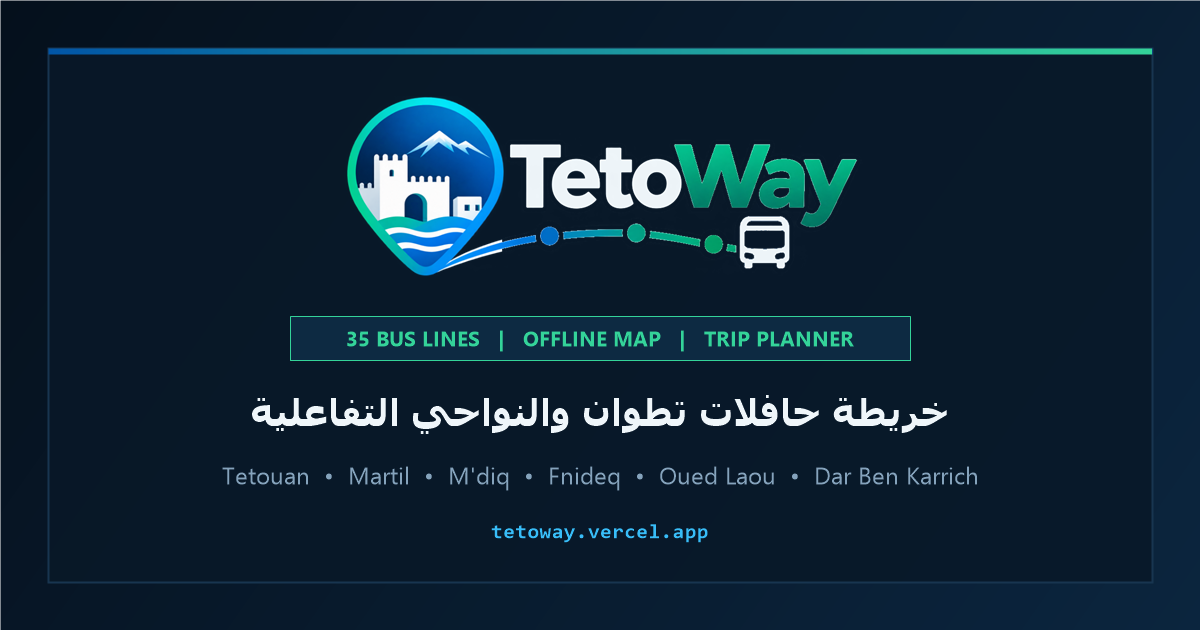 TetoWay
35 BUS LINES | OFFLINE MAP | TRIP PLANNER
خريطة حافلات تطوان والنواحي التفاعلية
Tetouan • Martil • M'diq • Fnideq • Oued Laou • Dar Ben Karrich
tetoway.vercel.app